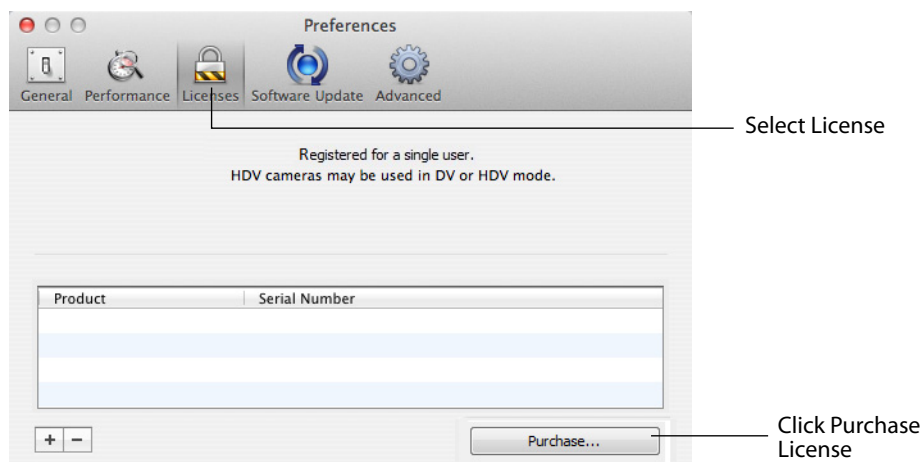 Preferences
General Performance Licenses Software Update Advanced
Select License
Registered for a single user.
HDV cameras may be used in DV or HDV mode.
Product Serial Number
+ −
Purchase...
Click Purchase
License